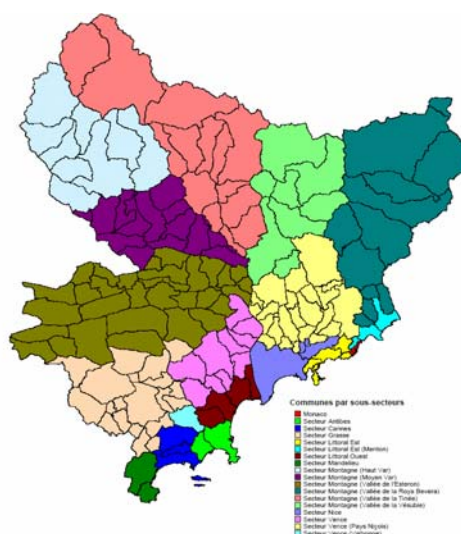 Communes par sous-secteurs
Monaco
Secteur Antibes
Secteur Cannes
Secteur Grasse
Secteur Littoral Est
Secteur Littoral Est (Menton)
Secteur Littoral Ouest
Secteur Mandelieu
Secteur Montagne (Haut Var)
Secteur Montagne (Moyen Var)
Secteur Montagne (Vallée de l'Esteron)
Secteur Montagne (Vallée de la Roya Bevera)
Secteur Montagne (Vallée de la Tinée)
Secteur Montagne (Vallée de la Vésubie)
Secteur Nice
Secteur Vence
Secteur Vence (Pays Niçois)
Secteur Vence (Valbonne)